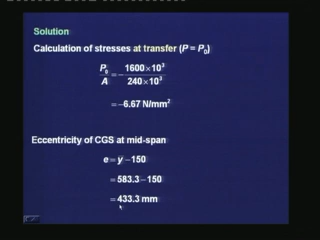 Solution
Calculation of stresses at transfer (P = P₀)
P₀/A = − 1600×10³/240×10³
= −6.67 N/mm²
Eccentricity of CGS at mid-span
e = y − 150
= 583.3 − 150
= 433.3 mm